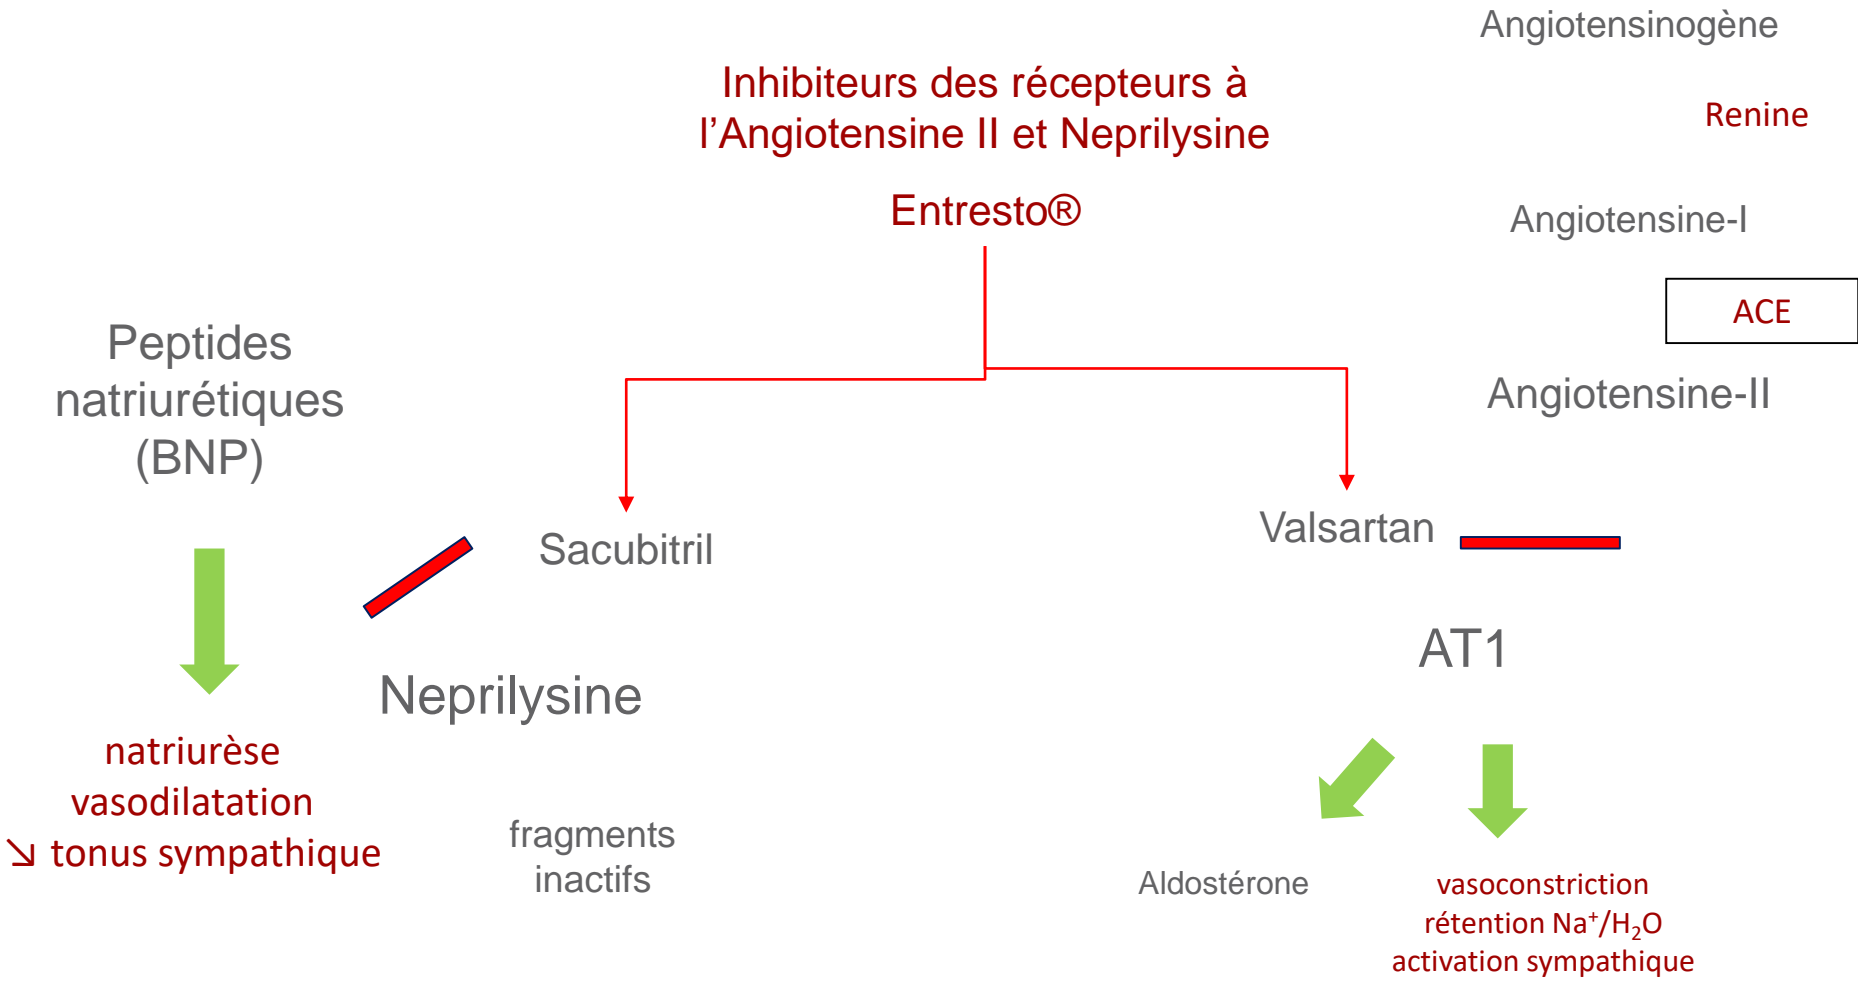 Angiotensinogène
Inhibiteurs des récepteurs à
l'Angiotensine II et Neprilysine
Renine
Entresto®
Angiotensine-I
ACE
Peptides
natriurétiques
(BNP)
Angiotensine-II
Sacubitril
Valsartan
AT1
Neprilysine
natriurèse
vasodilatation
↘ tonus sympathique
fragments
inactifs
Aldostérone
vasoconstriction
rétention Na⁺/H₂O
activation sympathique